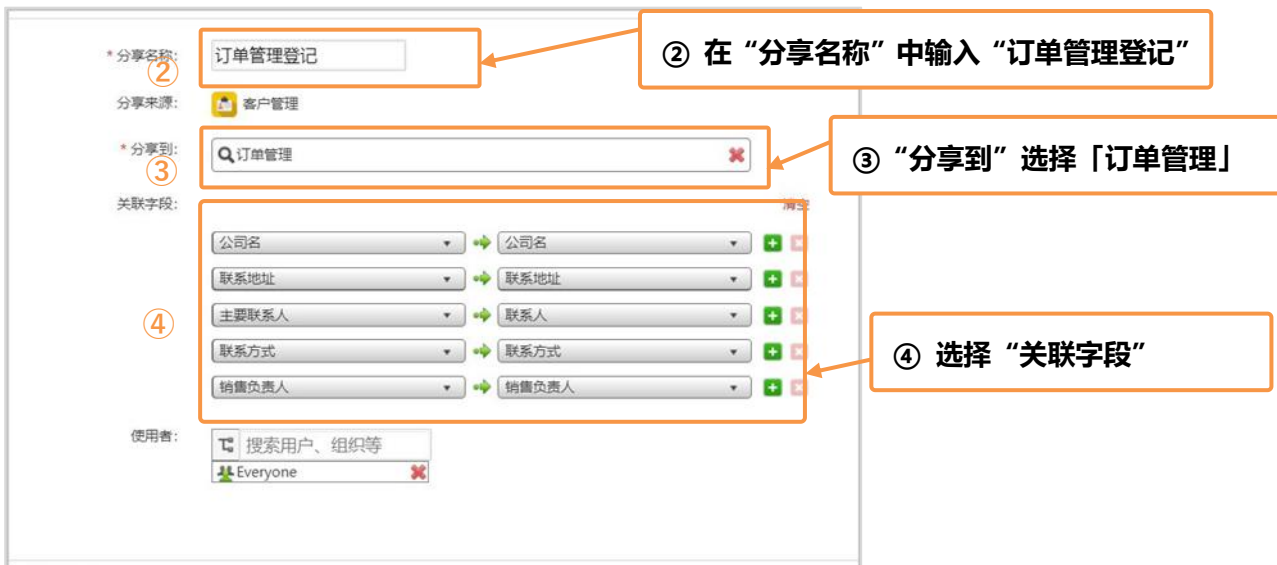 *分享名称:
②
订单管理登记
② 在“分享名称”中输入“订单管理登记”
分享来源:
客户管理
*分享到:
③
订单管理
③“分享到”选择「订单管理」
关联字段:
清空
公司名 公司名
联系地址 联系地址
④
主要联系人 联系人
联系方式 联系方式
④ 选择“关联字段”
销售负责人 销售负责人
使用者:
搜索用户、组织等
Everyone